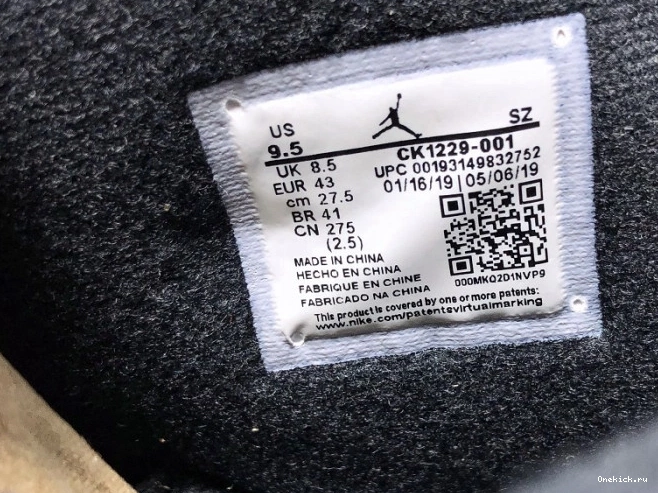 US
SZ
9.5
CK1229-001
UK 8.5
UPC 00193149832752
EUR 43
01/16/19 | 05/06/19
cm 27.5
BR 41
CN 275
(2.5)
000MKQ2D1NVP9
MADE IN CHINA
HECHO EN CHINA
FABRIQUE EN CHINE
FABRICADO NA CHINA
This product is covered by one or more patents:
www.nike.com/patentsvirtualmarking
Onekick.ru